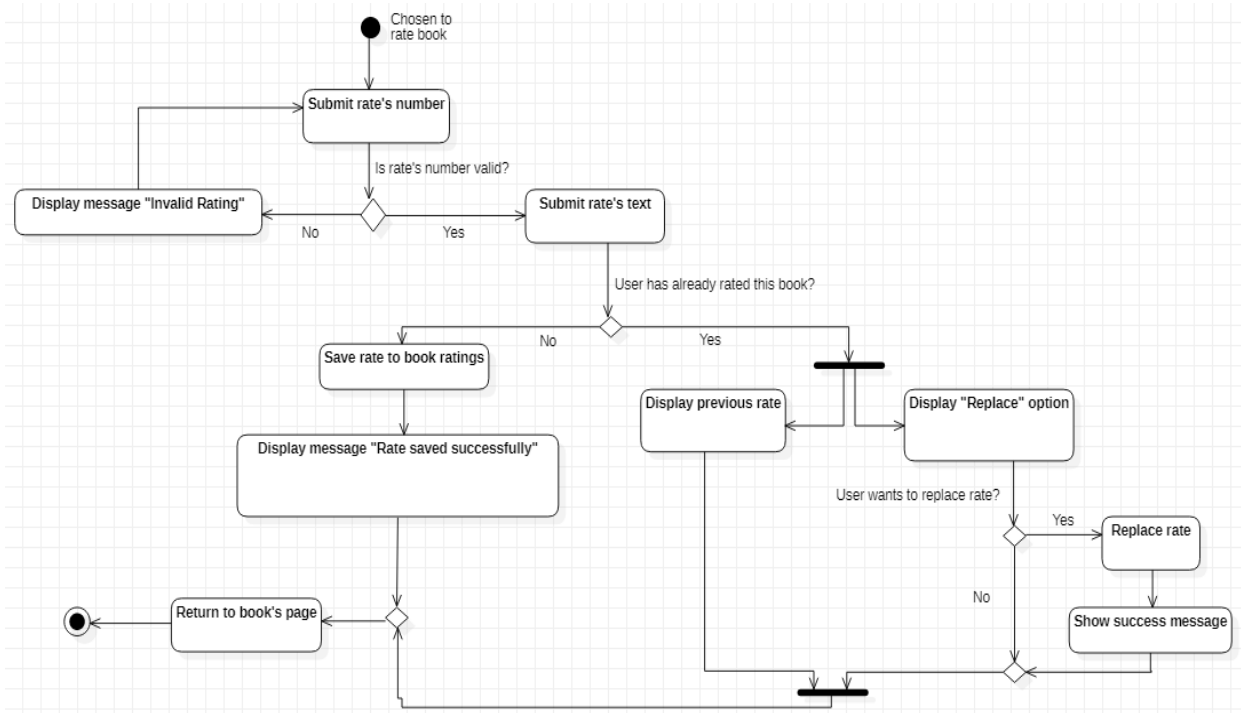 Chosen to
rate book
Submit rate's number
Is rate's number valid?
Display message "Invalid Rating"
Submit rate's text
No
Yes
User has already rated this book?
No
Yes
Save rate to book ratings
Display previous rate
Display "Replace" option
Display message "Rate saved successfully"
User wants to replace rate?
Yes
Replace rate
No
Return to book's page
Show success message